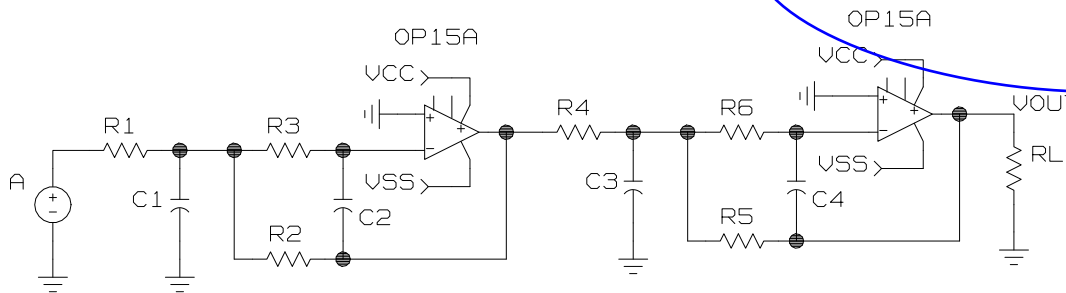 OP15A
OP15A
VCC
VCC
R1
R3
R4
R6
VOUT
A
C1
VSS
C2
R2
C3
VSS
C4
R5
RL